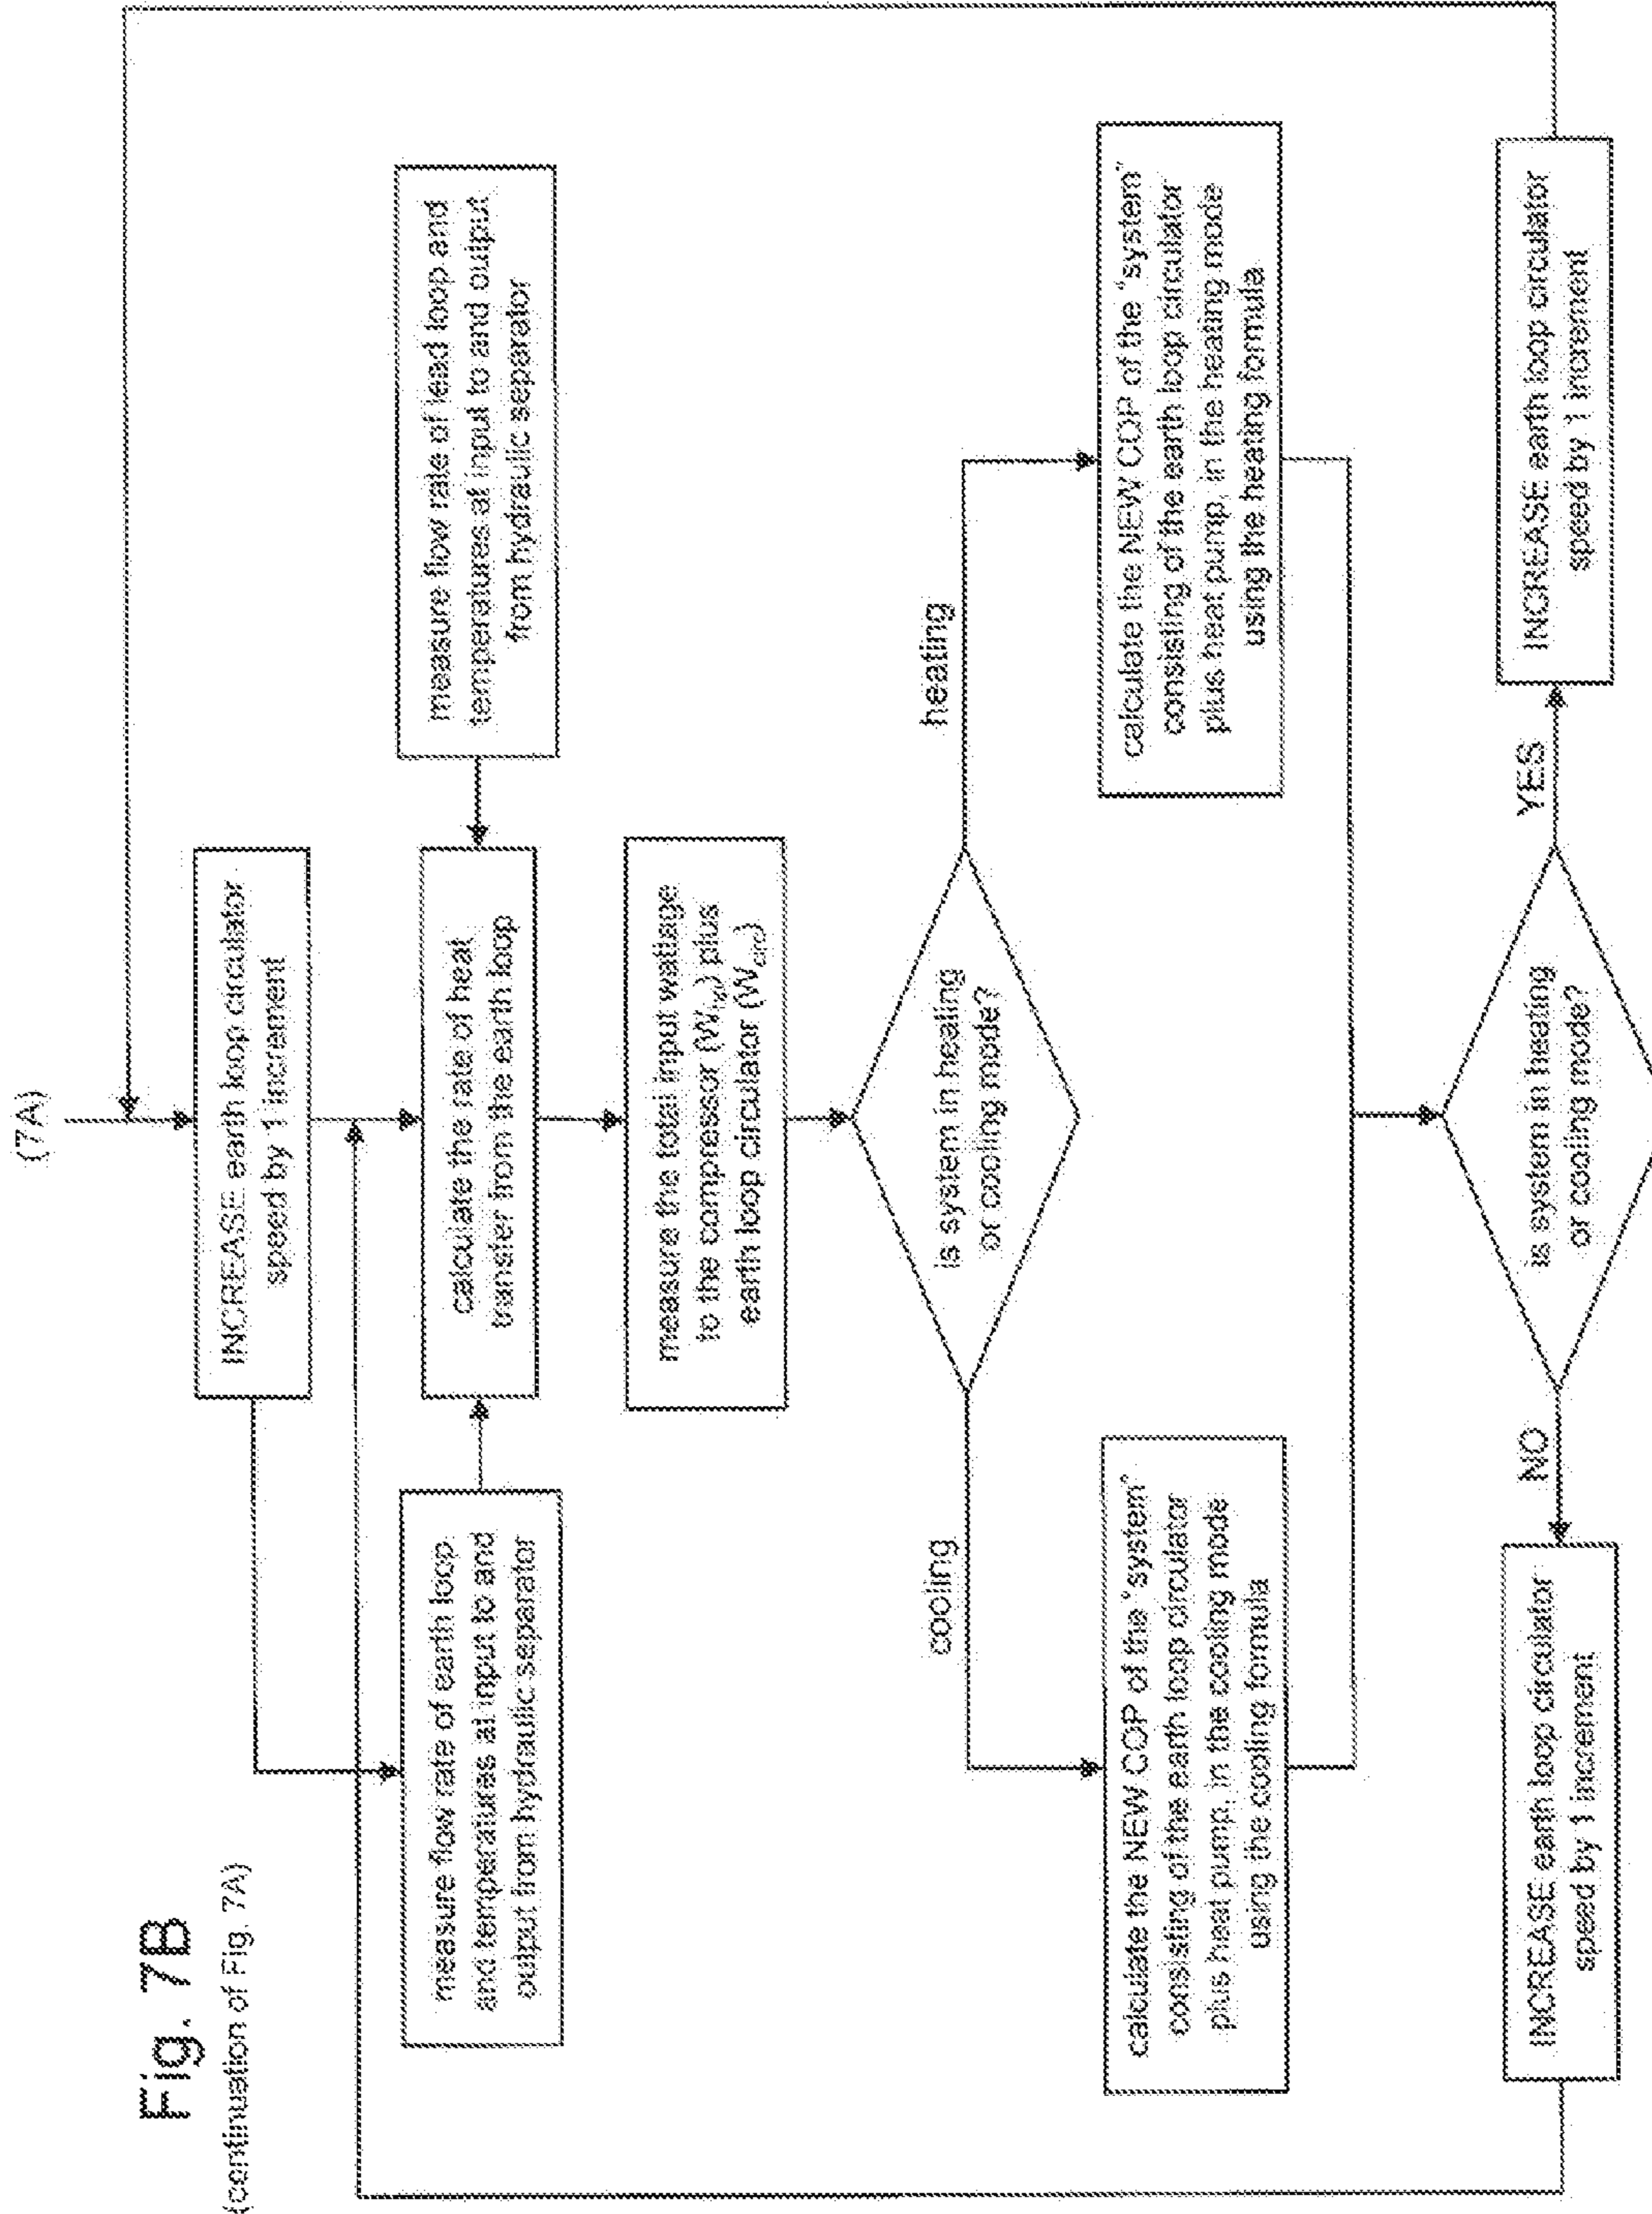 Fig. 7B
(continuation of Fig. 7A)
(7A)
INCREASE earth loop circulator
speed by 1 increment
measure flow rate of earth loop
and temperatures at input to and
output from hydraulic separator
calculate the rate of heat
transfer from the earth loop
measure flow rate of lead loop and
temperatures at input to and output
from hydraulic separator
measure the total input wattage
to the compressor (Whp) plus
earth loop circulator (Wcirc)
is system in heating
or cooling mode?
cooling
heating
calculate the NEW COP of the "system"
consisting of the earth loop circulator
plus heat pump, in the cooling mode
using the cooling formula
calculate the NEW COP of the "system"
consisting of the earth loop circulator
plus heat pump, in the heating mode
using the heating formula
is system in heating
or cooling mode?
NO
YES
INCREASE earth loop circulator
speed by 1 increment
INCREASE earth loop circulator
speed by 1 increment